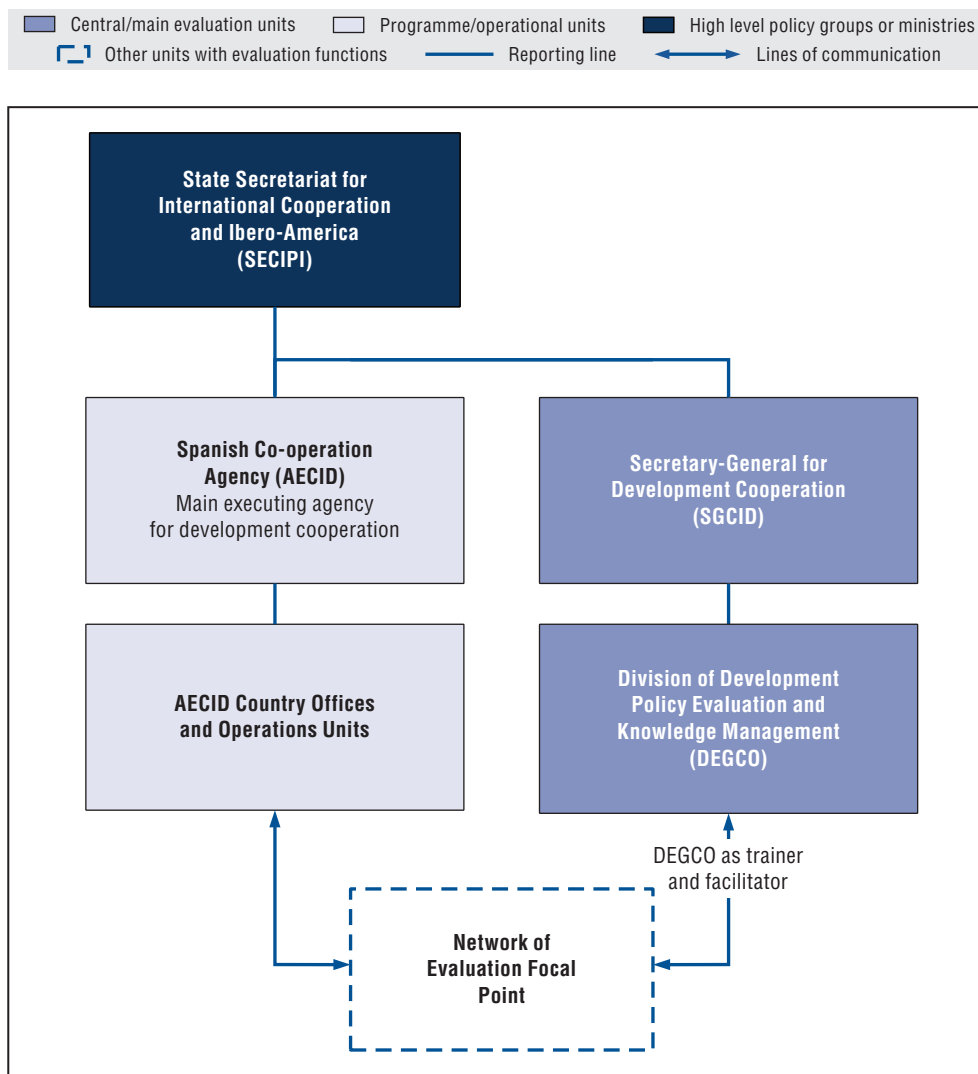 Central/main evaluation units
Programme/operational units
High level policy groups or ministries
Other units with evaluation functions
Reporting line
Lines of communication
State Secretariat for
International Cooperation
and Ibero-America
(SECIPI)
Spanish Co-operation
Agency (AECID)
Main executing agency
for development cooperation
Secretary-General for
Development Cooperation
(SGCID)
AECID Country Offices
and Operations Units
Division of Development
Policy Evaluation and
Knowledge Management
(DEGCO)
DEGCO as trainer
and facilitator
Network of
Evaluation Focal
Point